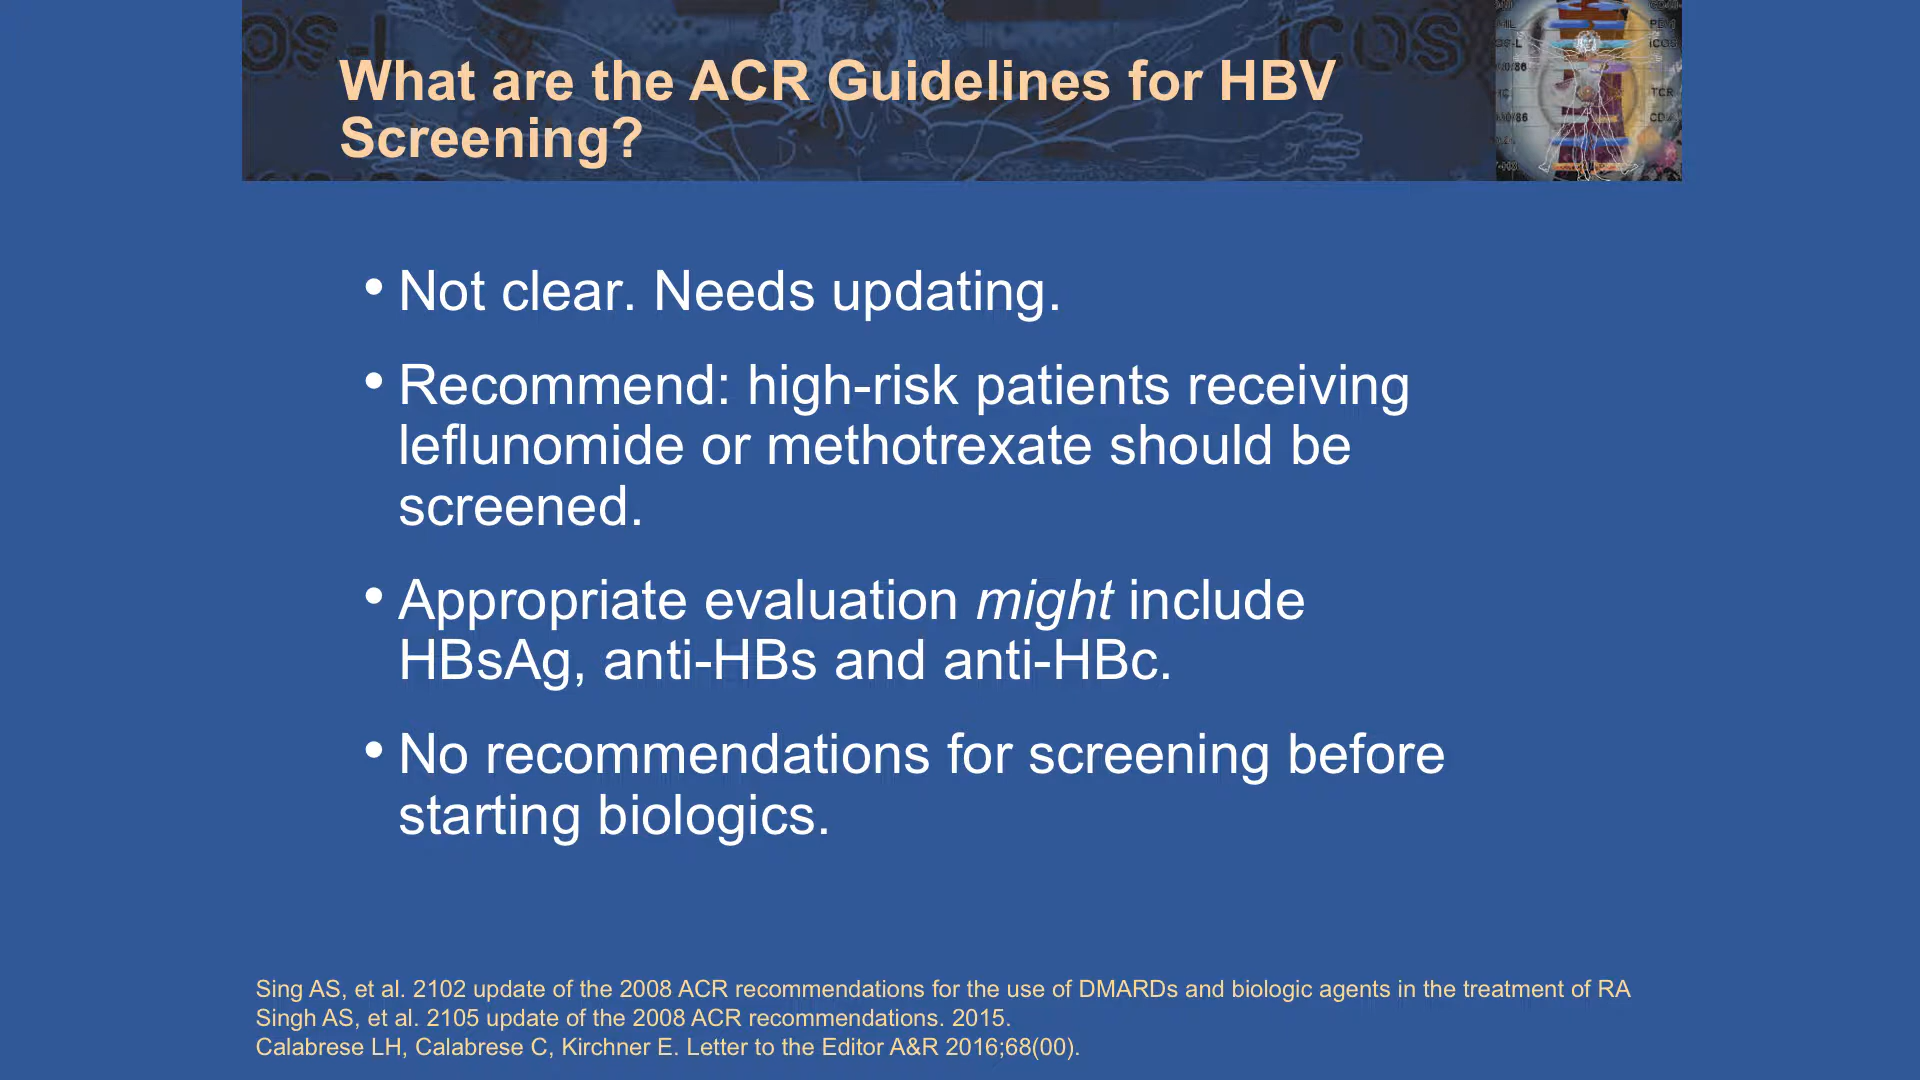 What are the ACR Guidelines for HBV
Screening?
• Not clear. Needs updating.
• Recommend: high-risk patients receiving
leflunomide or methotrexate should be
screened.
• Appropriate evaluation might include
HBsAg, anti-HBs and anti-HBc.
• No recommendations for screening before
starting biologics.
Sing AS, et al. 2102 update of the 2008 ACR recommendations for the use of DMARDs and biologic agents in the treatment of RA
Singh AS, et al. 2105 update of the 2008 ACR recommendations. 2015.
Calabrese LH, Calabrese C, Kirchner E. Letter to the Editor A&R 2016;68(00).